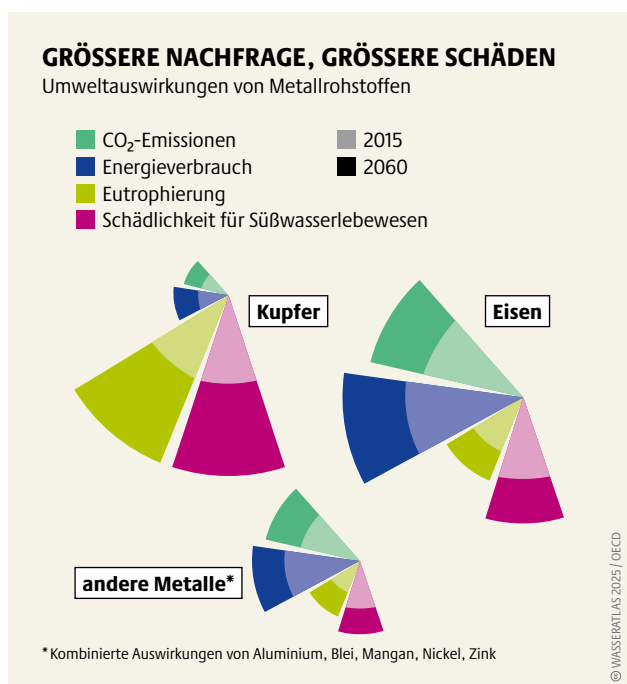 GRÖSSERE NACHFRAGE, GRÖSSERE SCHÄDEN
Umweltauswirkungen von Metallrohstoffen
CO₂-Emissionen
Energieverbrauch
Eutrophierung
Schädlichkeit für Süßwasserlebewesen
2015
2060
Kupfer
Eisen
andere Metalle*
*Kombinierte Auswirkungen von Aluminium, Blei, Mangan, Nickel, Zink
WASSERATLAS 2025 / OECD